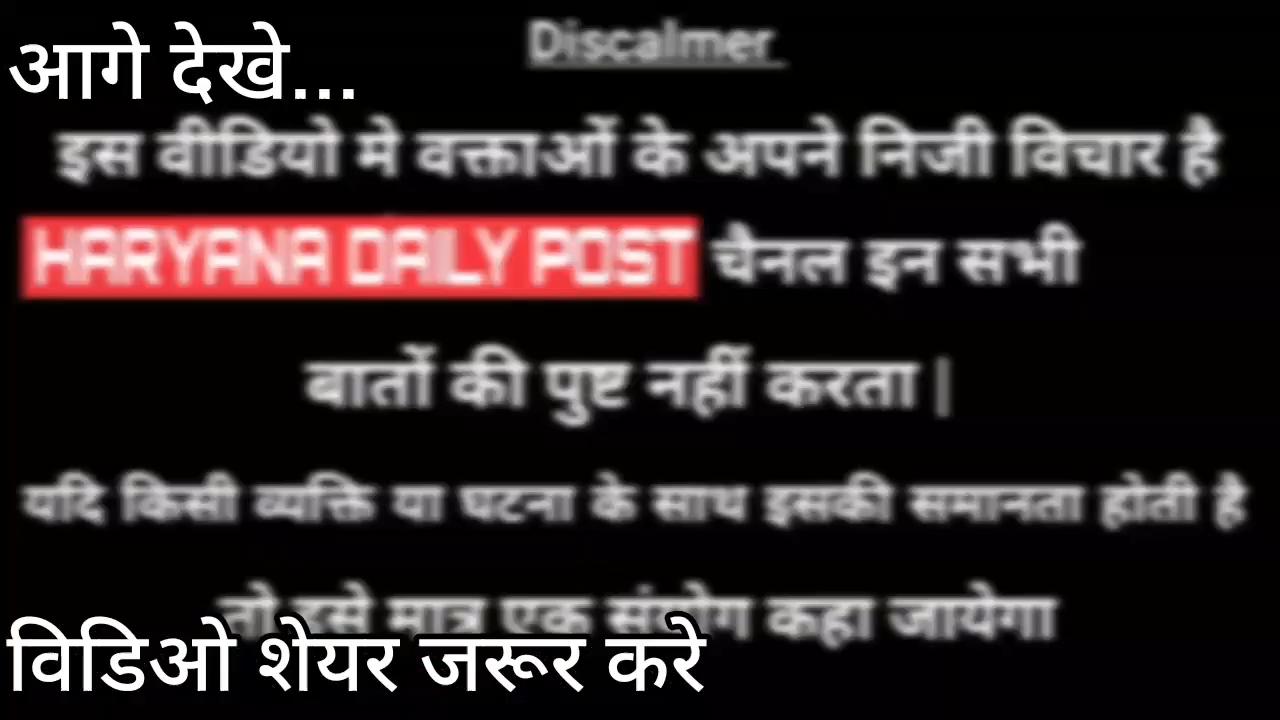 Discalmer
आगे देखे...
इस वीडियो मे वक्ताओं के अपने निजी विचार है
HARYANA DAILY POST चैनल इन सभी
बातों की पुष्ट नहीं करता |
यदि किसी व्यक्ति या घटना के साथ इसकी समानता होती है
तो इसे मात्र एक संयोग कहा जायेगा
विडिओ शेयर जरूर करे